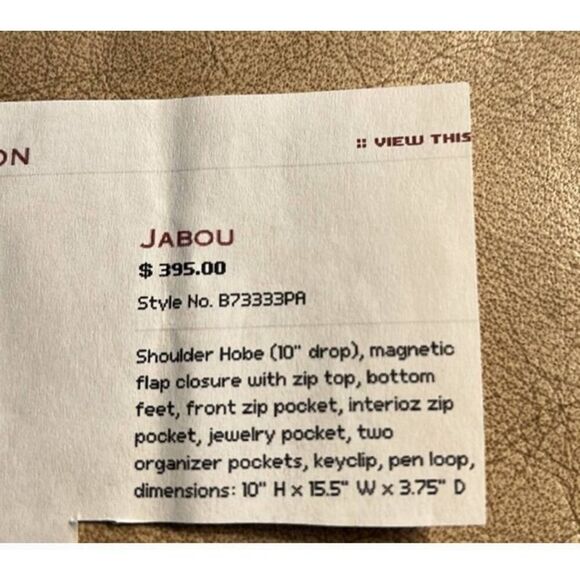 ON
:: VIEW THIS
JABOU
$ 395.00
Style No. B73333PA
Shoulder Hobe (10" drop), magnetic
flap closure with zip top, bottom
feet, front zip pocket, interioz zip
pocket, jewelry pocket, two
organizer pockets, keyclip, pen loop,
dimensions: 10" H x 15.5" W x 3.75" D